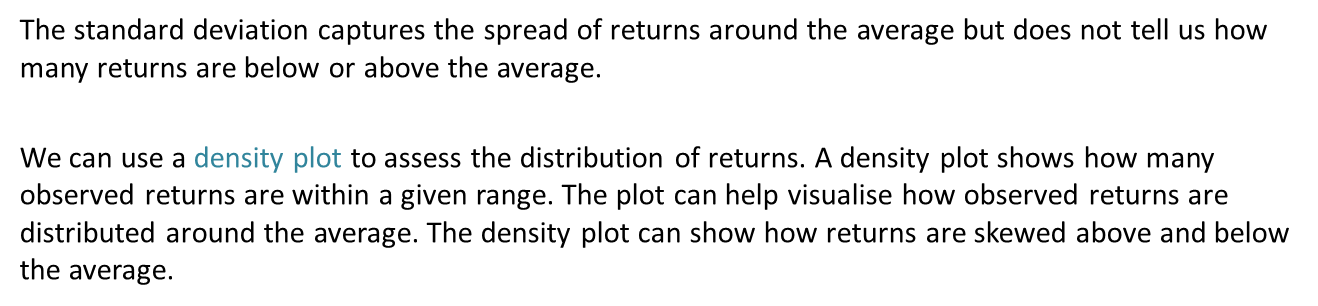 The standard deviation captures the spread of returns around the average but does not tell us how
many returns are below or above the average.
We can use a density plot to assess the distribution of returns. A density plot shows how many
observed returns are within a given range. The plot can help visualise how observed returns are
distributed around the average. The density plot can show how returns are skewed above and below
the average.